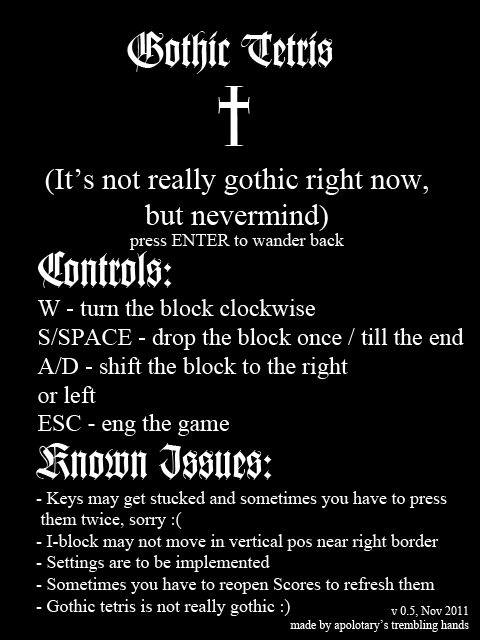 Gothic Tetris
(It's not really gothic right now,
but nevermind)
press ENTER to wander back
Controls:
W - turn the block clockwise
S/SPACE - drop the block once / till the end
A/D - shift the block to the right
or left
ESC - eng the game
Known Issues:
- Keys may get stucked and sometimes you have to press
them twice, sorry :(
- I-block may not move in vertical pos near right border
- Settings are to be implemented
- Sometimes you have to reopen Scores to refresh them
- Gothic tetris is not really gothic :)
v 0.5, Nov 2011
made by apolotary's trembling hands